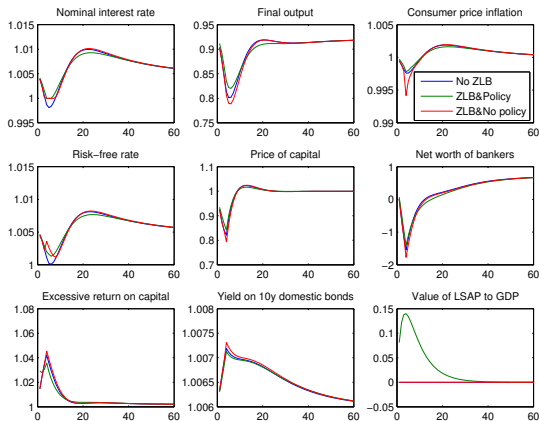 Nominal interest rate
1.015
1.01
1.005
1
0.995
0 20 40 60
Final output
0.95
0.9
0.85
0.8
0.75
0 20 40 60
Consumer price inflation
1.005
1
0.995
0.99
0 20 40 60
No ZLB
ZLB&Policy
ZLB&No policy
Risk−free rate
1.015
1.01
1.005
1
0 20 40 60
Price of capital
1.1
1
0.9
0.8
0.7
0 20 40 60
Net worth of bankers
1
0
−1
−2
0 20 40 60
Excessive return on capital
1.08
1.06
1.04
1.02
1
0 20 40 60
Yield on 10y domestic bonds
1.008
1.0075
1.007
1.0065
1.006
0 20 40 60
Value of LSAP to GDP
0.15
0.1
0.05
0
−0.05
0 20 40 60